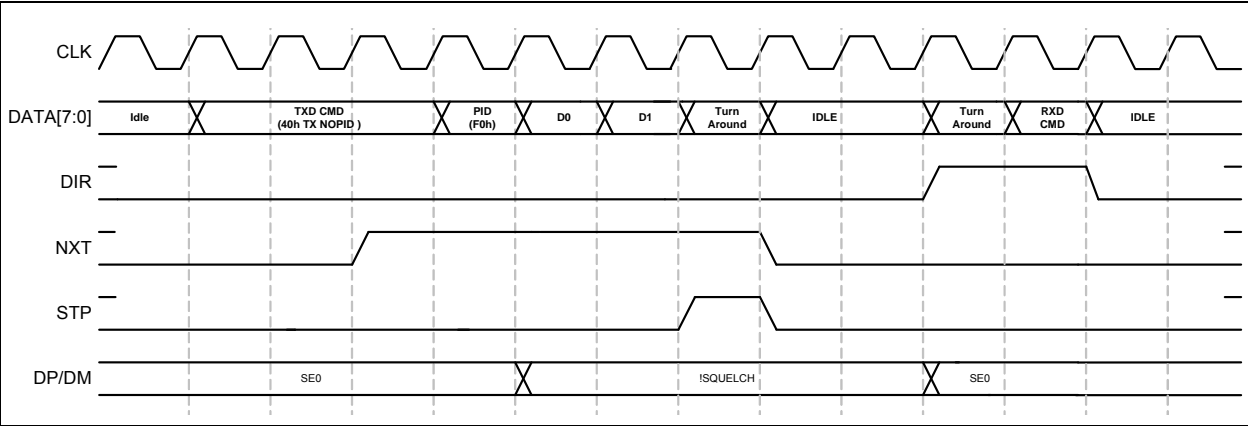 CLK
DATA[7:0]
Idle
TXD CMD
(40h TX NOPID )
PID
(F0h)
D0
D1
Turn
Around
IDLE
Turn
Around
RXD
CMD
IDLE
DIR
NXT
STP
DP/DM
SE0
!SQUELCH
SE0